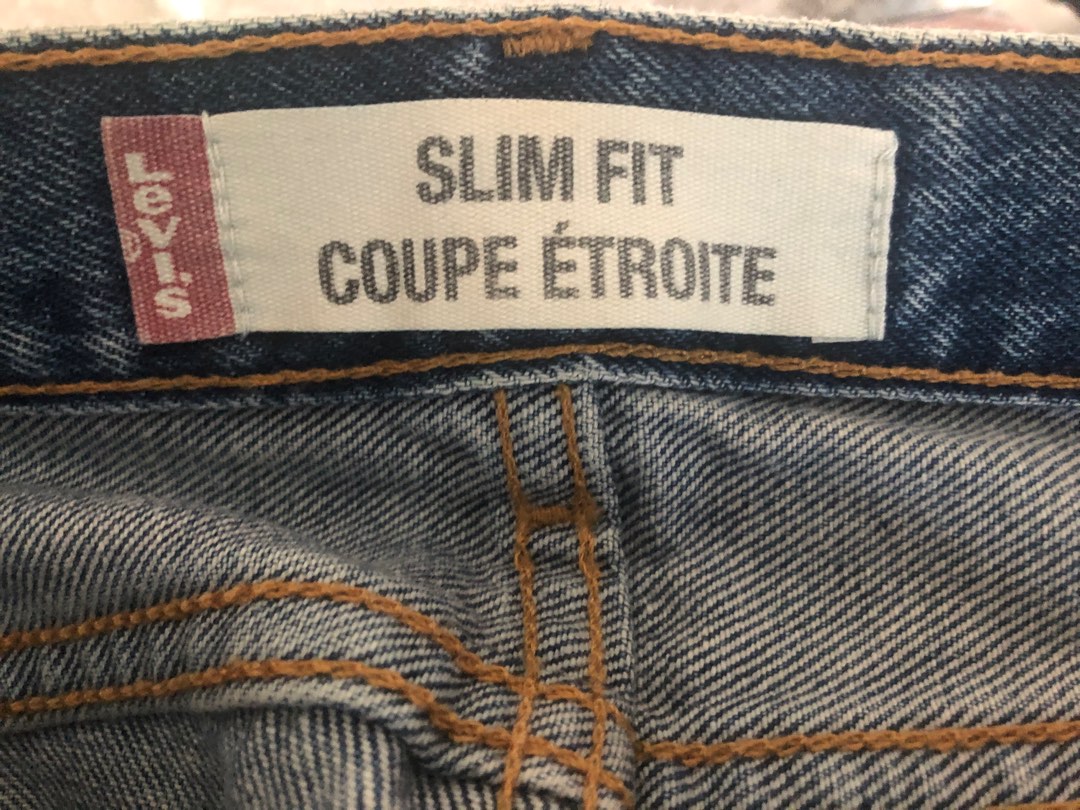 LEVI'S
®
SLIM FIT
COUPE ÉTROITE